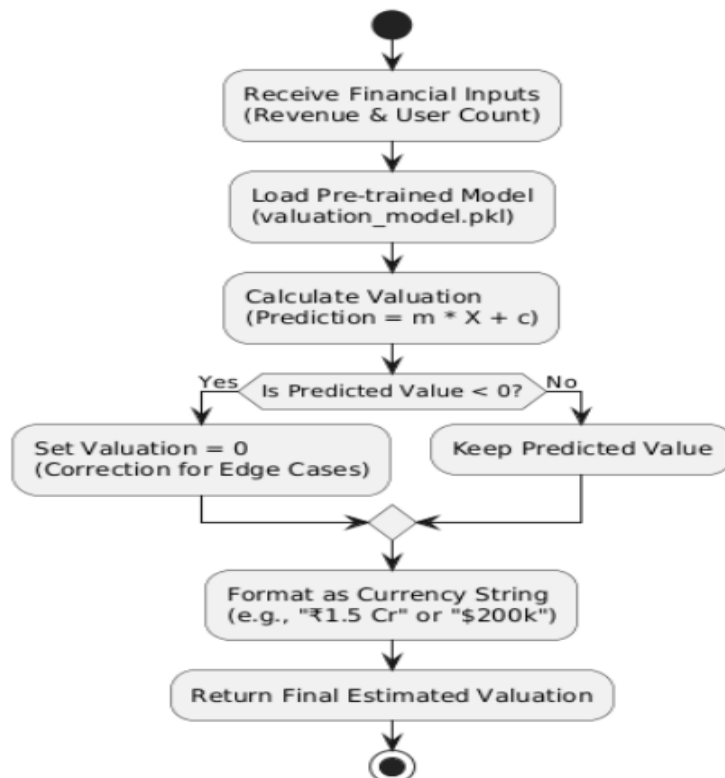 Receive Financial Inputs
(Revenue & User Count)
Load Pre-trained Model
(valuation_model.pkl)
Calculate Valuation
(Prediction = m * X + c)
Yes
Is Predicted Value < 0?
No
Set Valuation = 0
(Correction for Edge Cases)
Keep Predicted Value
Format as Currency String
(e.g., "₹1.5 Cr" or "$200k")
Return Final Estimated Valuation